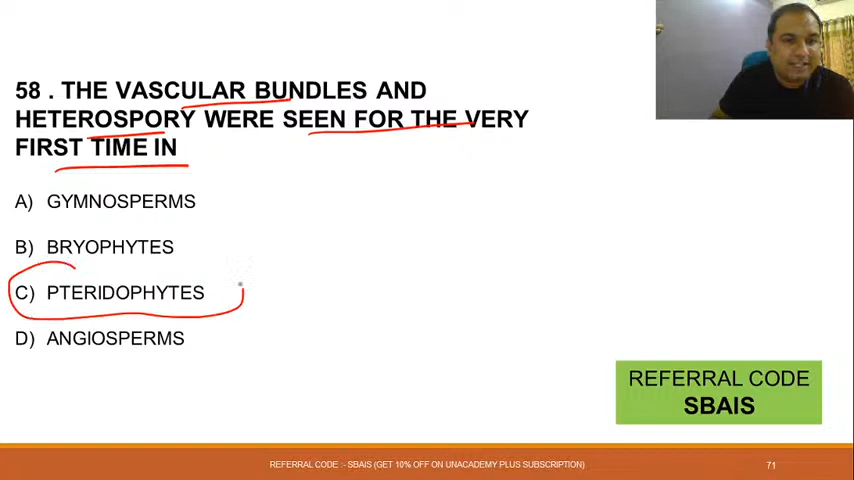 58 . THE VASCULAR BUNDLES AND
HETEROSPORY WERE SEEN FOR THE VERY
FIRST TIME IN
A) GYMNOSPERMS
B) BRYOPHYTES
C) PTERIDOPHYTES
D) ANGIOSPERMS
REFERRAL CODE
SBAIS
REFERRAL CODE :- SBAIS (GET 10% OFF ON UNACADEMY PLUS SUBSCRIPTION)
71